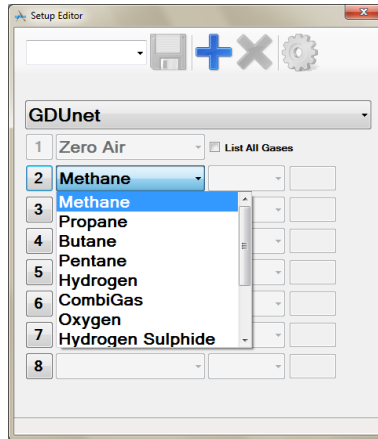 Setup Editor
GDUnet
1 Zero Air List All Gases
2 Methane
Methane
3
Propane
4 Butane
Pentane
5
Hydrogen
6 CombiGas
Oxygen
7 Hydrogen Sulphide
8